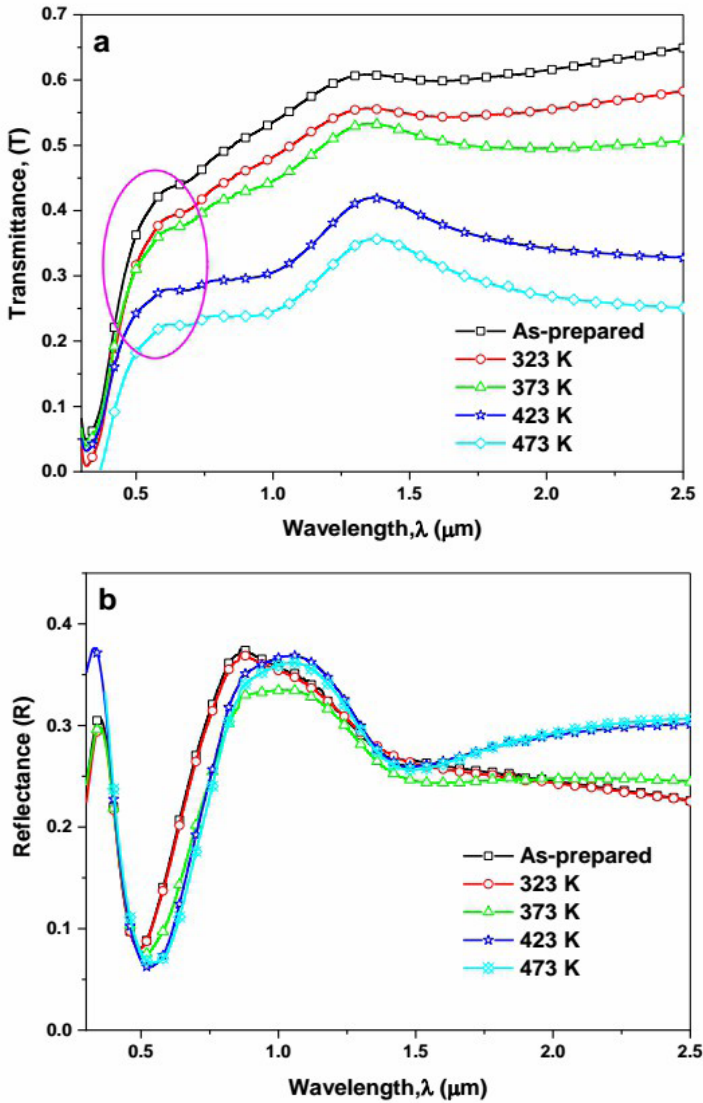 a
0.7
0.6
0.5
0.4
0.3
0.2
0.1
0.0
Transmittance, (T)
As-prepared
323 K
373 K
423 K
473 K
0.5 1.0 1.5 2.0 2.5
Wavelength,λ (μm)
b
0.4
0.3
0.2
0.1
0.0
Reflectance (R)
As-prepared
323 K
373 K
423 K
473 K
0.5 1.0 1.5 2.0 2.5
Wavelength,λ (μm)